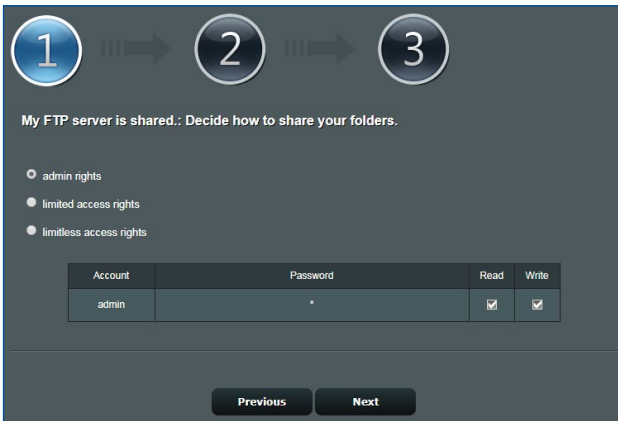 1 2 3
My FTP server is shared.: Decide how to share your folders.
admin rights
limited access rights
limitless access rights
Account Password Read Write
admin *
Previous Next